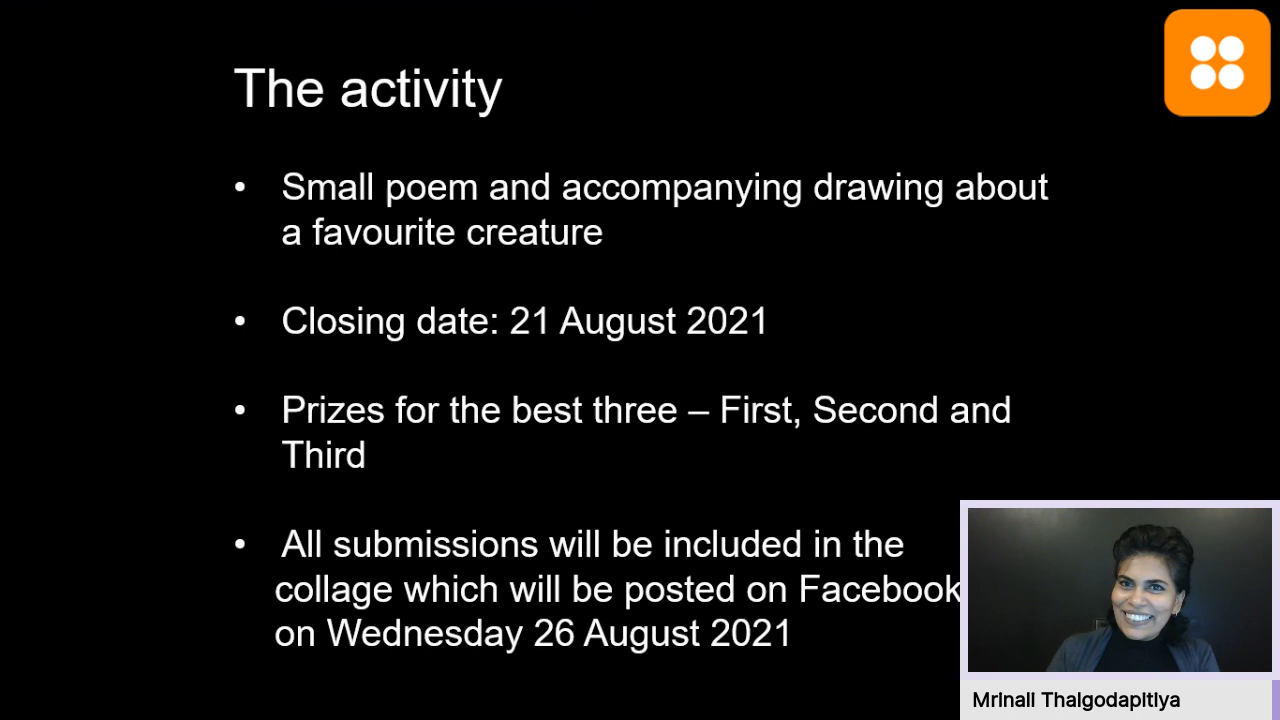 The activity
• Small poem and accompanying drawing about
a favourite creature
• Closing date: 21 August 2021
• Prizes for the best three – First, Second and
Third
• All submissions will be included in the
collage which will be posted on Facebook
on Wednesday 26 August 2021
Mrinali Thalgodapitiya